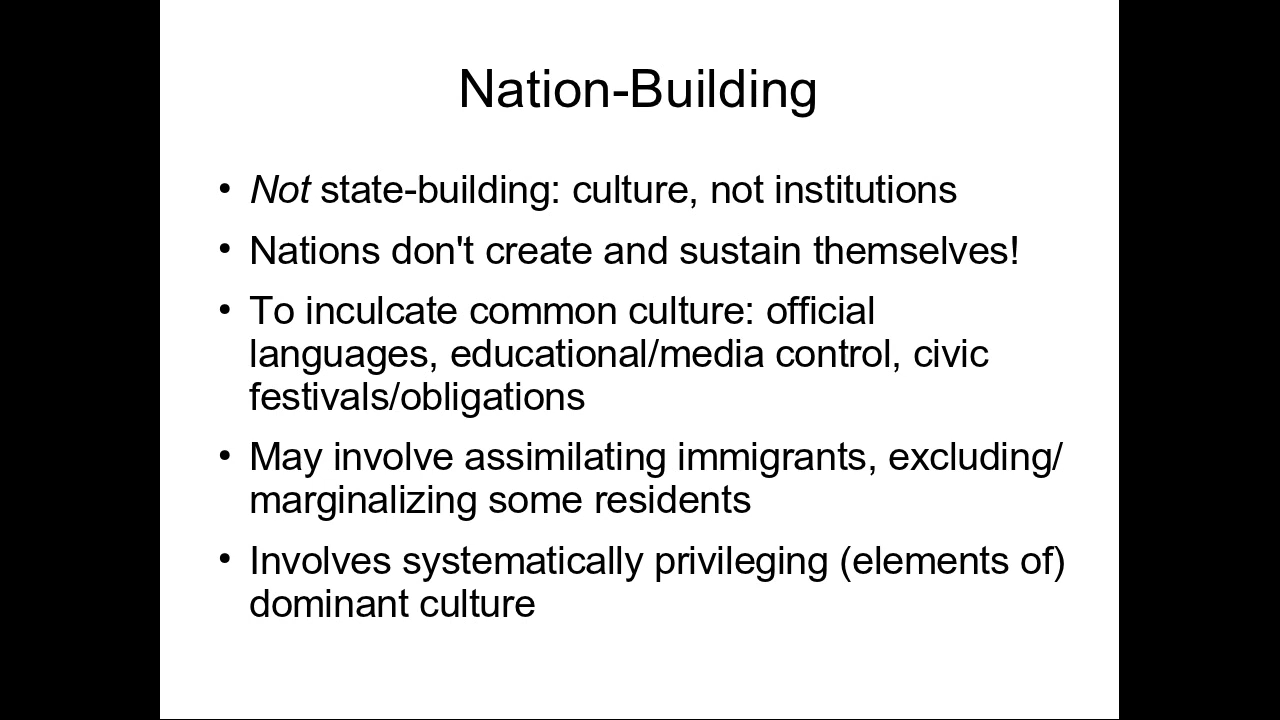 Nation-Building
• Not state-building: culture, not institutions
• Nations don't create and sustain themselves!
• To inculcate common culture: official
languages, educational/media control, civic
festivals/obligations
• May involve assimilating immigrants, excluding/
marginalizing some residents
• Involves systematically privileging (elements of)
dominant culture